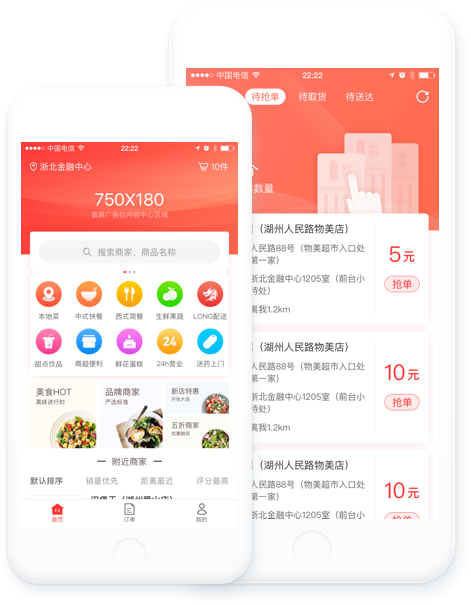 中国电信
22:22
待抢单
待取货
待送达
个
数量
（湖州人民路物美店）
人民路88号（物美超市入口处
第一家）
5元
抢单
浙北金融中心1205室（前台小
待处）
离我1.2km
（湖州人民路物美店）
人民路88号（物美超市入口处
第一家）
10元
抢单
浙北金融中心1205室（前台小
待处）
离我1.2km
（湖州人民路物美店）
人民路88号（物美超市入口处
第一家）
10元
抢单
浙北金融中心1205室（前台小
中国电信
22:22
浙北金融中心
10件
750X180
首屏广告位内容中心区域
搜索商家、商品名称
本地菜
中式快餐
西式简餐
生鲜果蔬
LONG配送
24
甜点饮品
商超便利
鲜花蛋糕
24h营业
送药上门
美食HOT
美味进行时
品牌商家
严选标准
新店特惠
开张大吉
五折商家
优惠翻滚
附近商家
默认排序
销量优先
距离最近
评分最高
首页
订单
我的